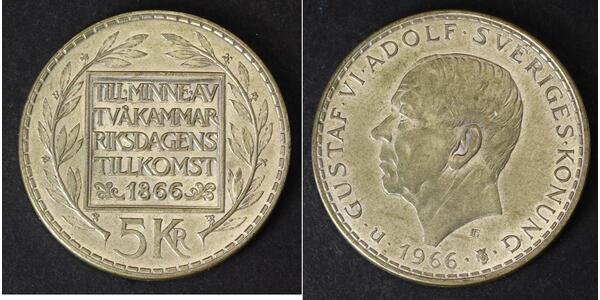 TILL·MINNE·AV
TVÅKAMMAR
RIKSDAGENS
TILLKOMST
1866
5 KR
GUSTAF·VI·ADOLF·SVERIGES·KONUNG
u·1966